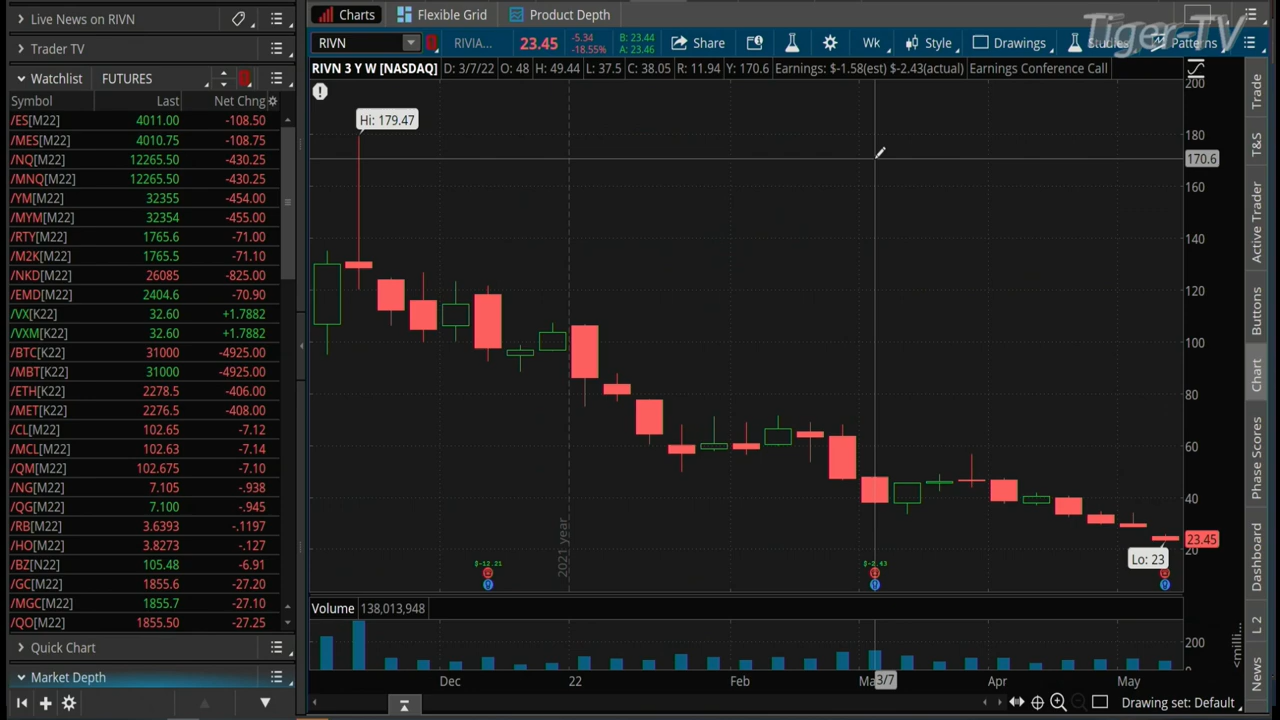 Live News on RIVN
Trader TV
Watchlist FUTURES
Symbol Last Net Chng
/ES[M22] 4011.00 -108.50
/MES[M22] 4010.75 -108.75
/NQ[M22] 12265.50 -430.25
/MNQ[M22] 12265.50 -430.25
/YM[M22] 32355 -454.00
/MYM[M22] 32354 -455.00
/RTY[M22] 1765.6 -71.00
/M2K[M22] 1765.5 -71.10
/NKD[M22] 26085 -825.00
/EMD[M22] 2404.6 -70.90
/VX[K22] 32.60 +1.7882
/VXM[K22] 32.60 +1.7882
/BTC[K22] 31000 -4925.00
/MBT[K22] 31000 -4925.00
/ETH[K22] 2278.5 -406.00
/MET[K22] 2276.5 -408.00
/CL[M22] 102.65 -7.12
/MCL[M22] 102.63 -7.14
/QM[M22] 102.675 -7.10
/NG[M22] 7.105 -.938
/QG[M22] 7.100 -.945
/RB[M22] 3.6393 -.1197
/HO[M22] 3.8273 -.127
/BZ[N22] 105.48 -6.91
/GC[M22] 1855.6 -27.20
/MGC[M22] 1855.7 -27.10
/QO[M22] 1855.50 -27.25
Quick Chart
Market Depth
Charts Flexible Grid Product Depth
Tiger-TV
RIVN RIVIA... 23.45 -5.34 B: 23.44
-18.55% A: 23.46
Share Wk Style Drawings Studies Patterns
RIVN 3 Y W [NASDAQ] D: 3/7/22 O: 48 H: 49.44 L: 37.5 C: 38.05 R: 11.94 Y: 170.6 Earnings: $-1.58(est) $-2.43(actual) Earnings Conference Call
Hi: 179.47
200
180
170.6
160
140
120
100
80
60
40
23.45
20
Lo: 23
2021 year
$-12.21
$-2.43
Volume 138,013,948
200
<milli...
Dec 22 Feb Ma 3/7 Apr May
Drawing set: Default
Trade
T&S
Active Trader
Buttons
Chart
Phase Scores
Dashboard
L 2
News